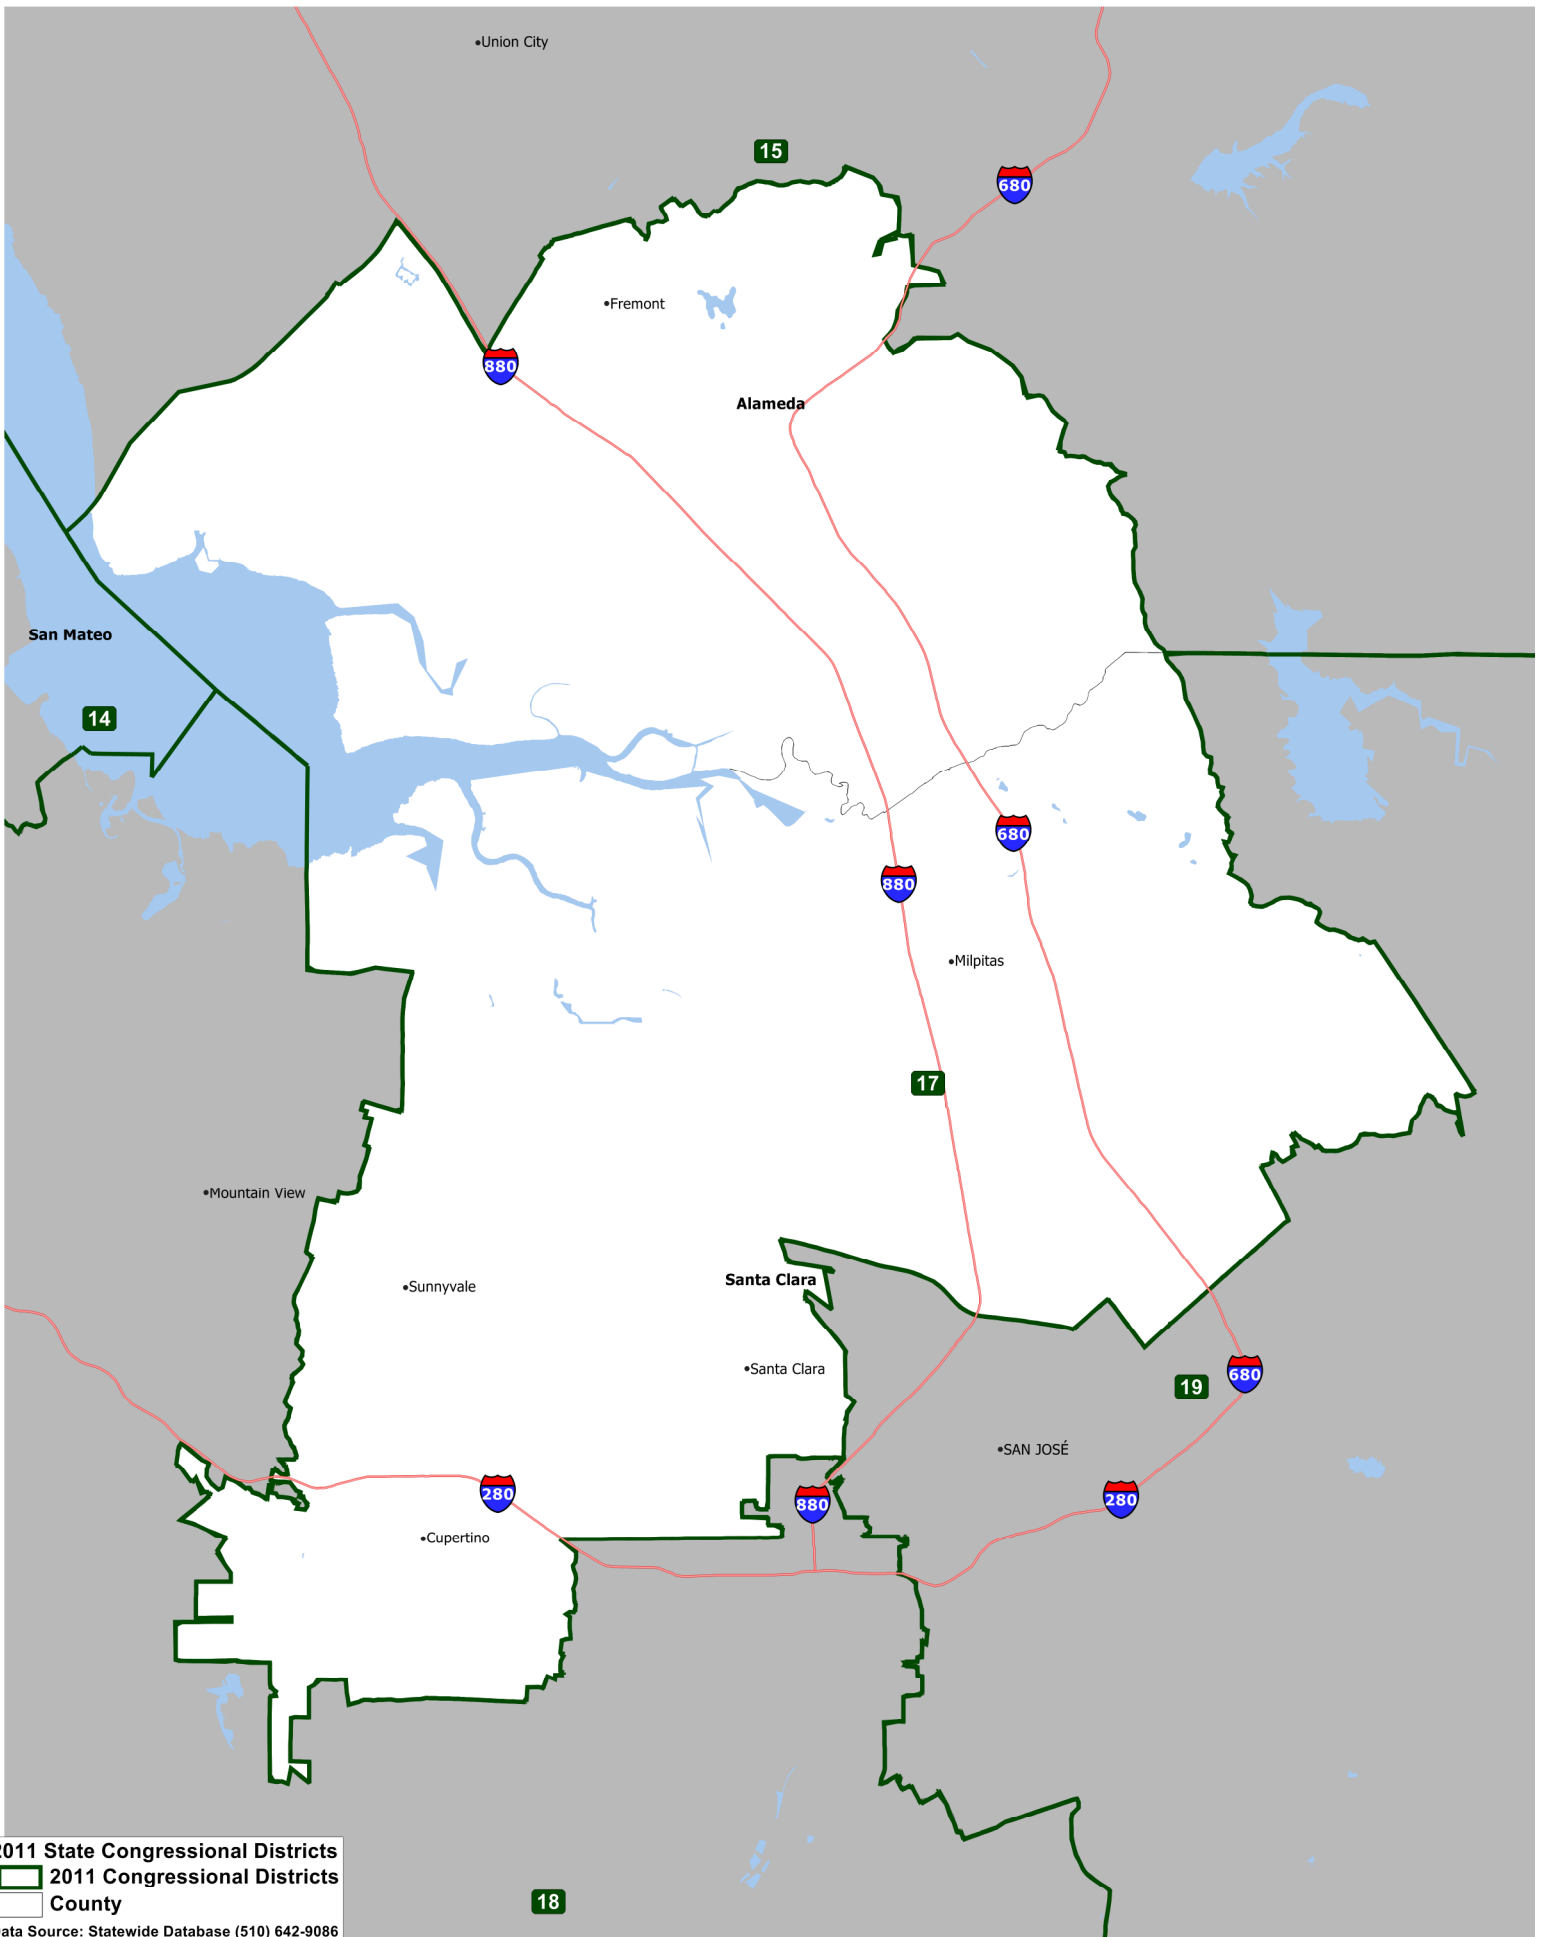 Union City
15
680
Fremont
880
Alameda
San Mateo
14
680
880
Milpitas
17
Mountain View
Santa Clara
Sunnyvale
Santa Clara
680
19
SAN JOSÉ
280
280
880
Cupertino
2011 State Congressional Districts
2011 Congressional Districts
18
County
Data Source: Statewide Database (510) 642-9086